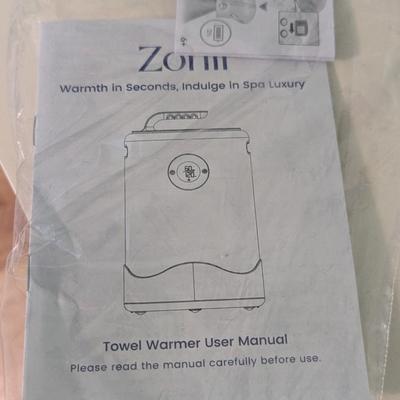 Warmth in Seconds, Indulge in Spa Luxury
Towel Warmer User Manual
Please read the manual carefully before use.